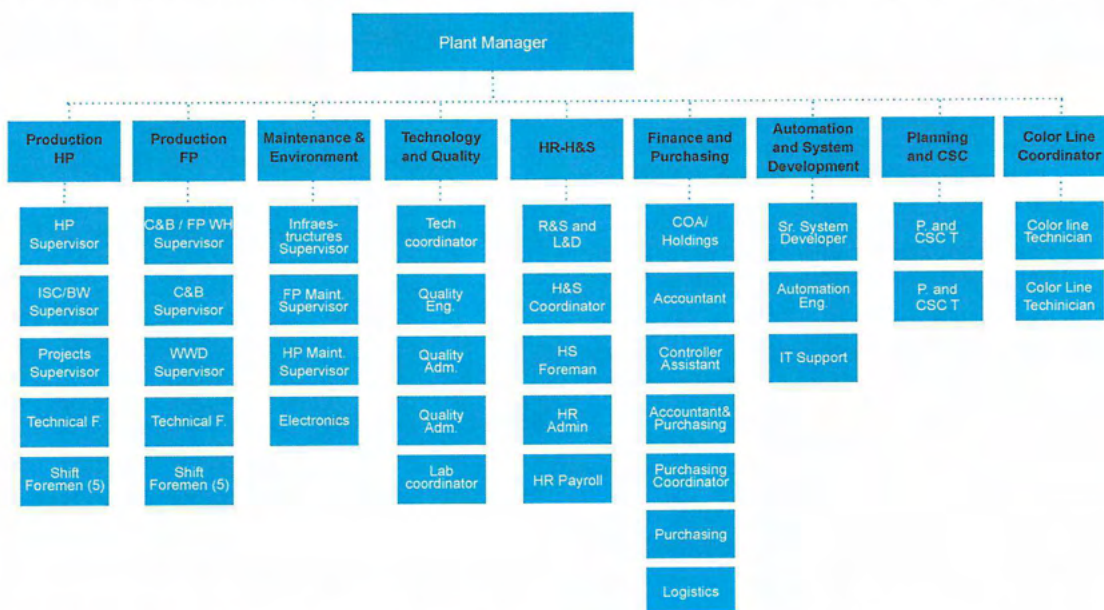 Plant Manager
Production
HP
Production
FP
Maintenance &
Environment
Technology
and Quality
HR-H&S
Finance and
Purchasing
Automation
and System
Development
Planning
and CSC
Color Line
Coordinator
HP
Supervisor
ISC/BW
Supervisor
Projects
Supervisor
Technical F.
Shift
Foremen (5)
C&B / FP WH
Supervisor
C&B
Supervisor
WWD
Supervisor
Technical F.
Shift
Foremen (5)
Infraes-
tructures
Supervisor
FP Maint.
Supervisor
HP Maint.
Supervisor
Electronics
Tech
coordinator
Quality
Eng.
Quality
Adm.
Quality
Adm.
Lab
coordinator
R&S and
L&D
H&S
Coordinator
HS
Foreman
HR
Admin
HR Payroll
COA/
Holdings
Accountant
Controller
Assistant
Accountant&
Purchasing
Purchasing
Coordinator
Purchasing
Logistics
Sr. System
Developer
Automation
Eng.
IT Support
P. and
CSC T
P. and
CSC T
Color line
Technician
Color Line
Techinician